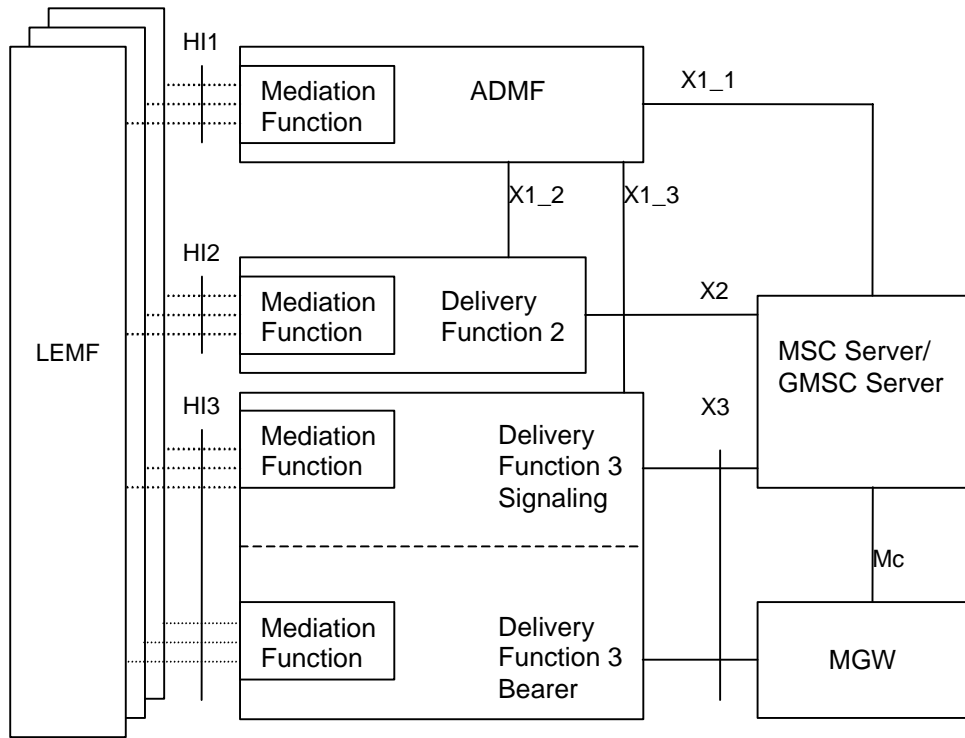 HI1
Mediation
Function
ADMF
X1_1
X1_2
X1_3
HI2
Mediation
Function
Delivery
Function 2
X2
LEMF
MSC Server/
GMSC Server
HI3
Mediation
Function
Delivery
Function 3
Signaling
X3
Mc
Mediation
Function
Delivery
Function 3
Bearer
MGW